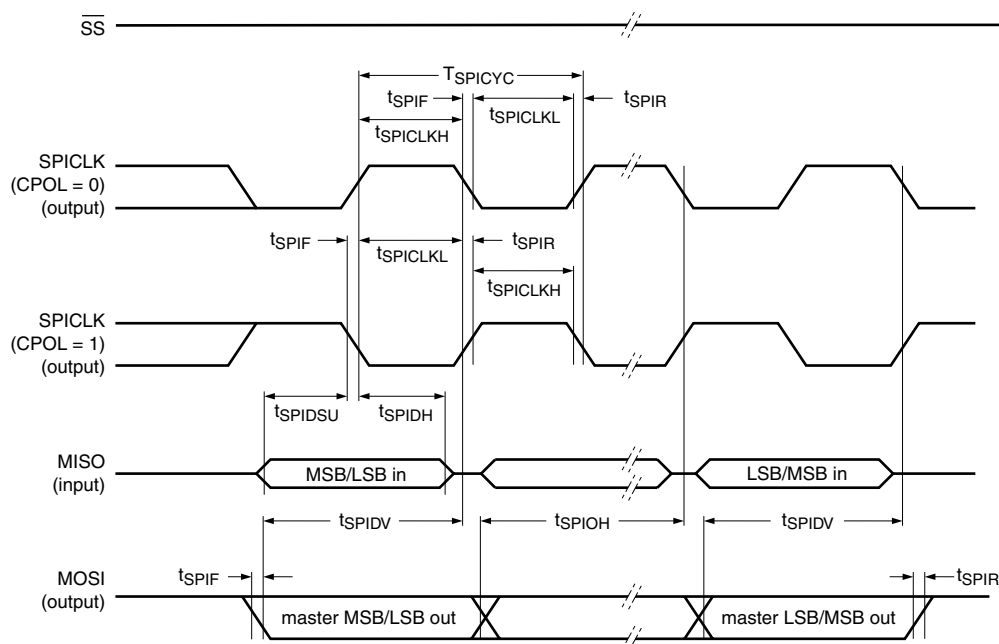 SS
TSPICYC
tSPIF tSPICLKL tSPIR
tSPICLKH
SPICLK
(CPOL = 0)
(output)
tSPIF tSPICLKL tSPIR
tSPICLKH
SPICLK
(CPOL = 1)
(output)
tSPIDSU tSPIDH
MISO
(input)
MSB/LSB in LSB/MSB in
tSPIDV tSPIOH tSPIDV
tSPIF tSPIR
MOSI
(output)
master MSB/LSB out master LSB/MSB out